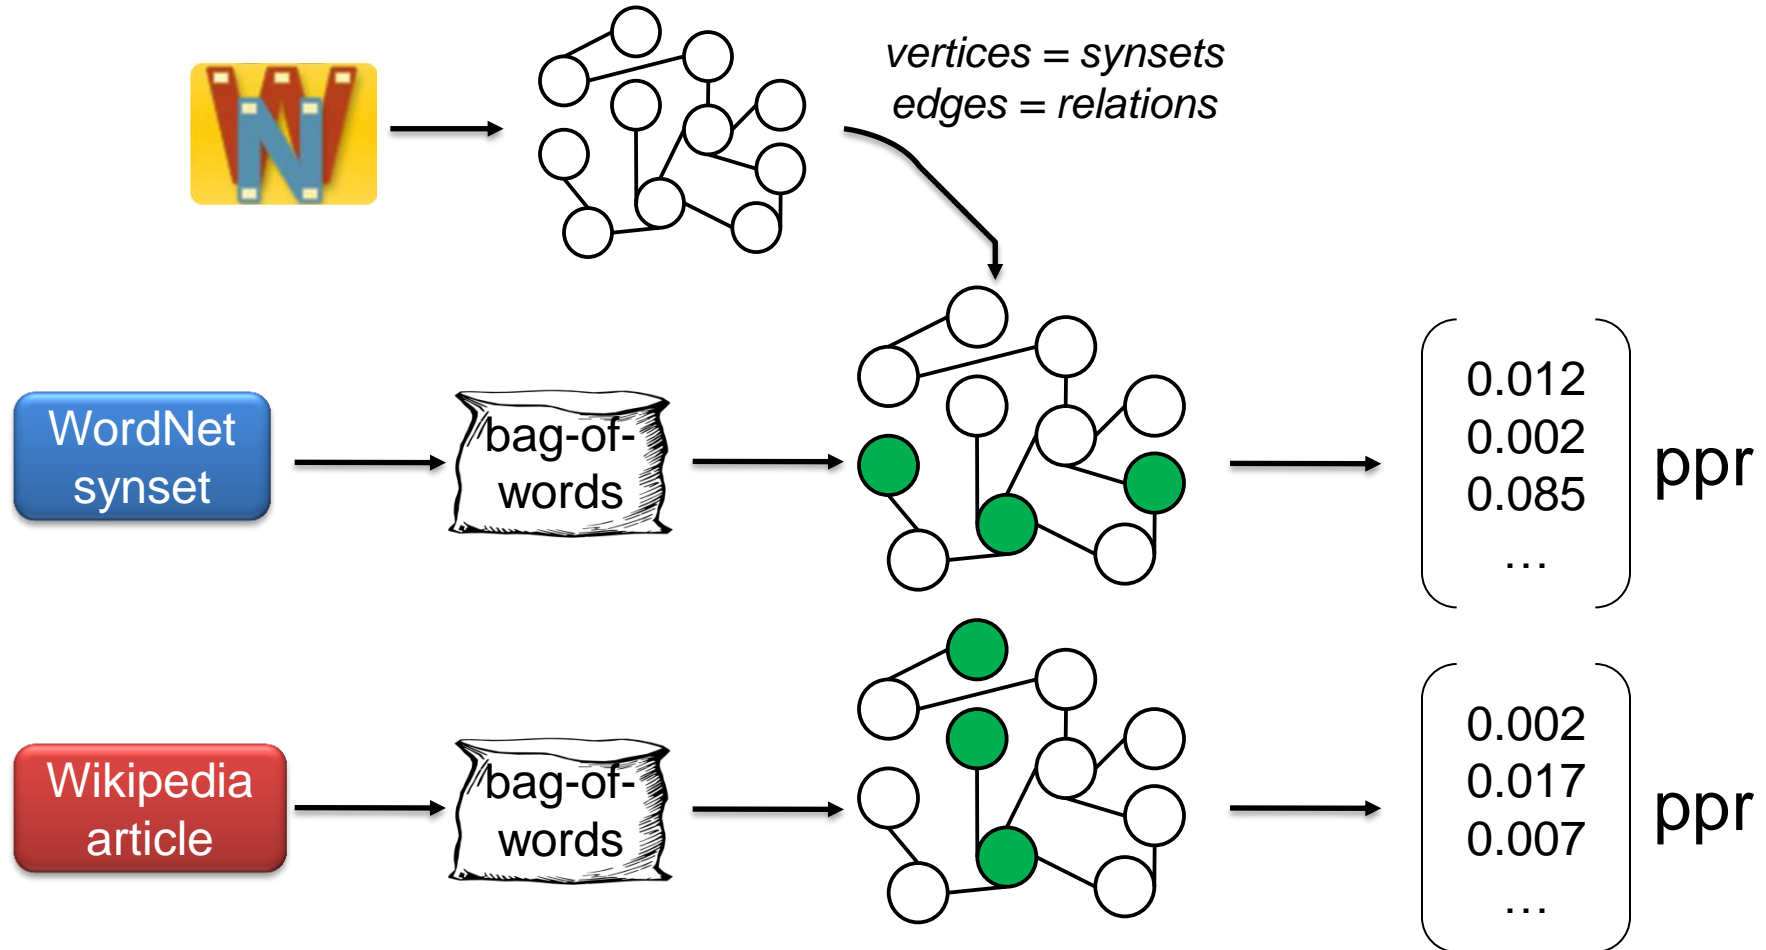 WN
vertices = synsets
edges = relations
WordNet
synset
bag-of-
words
0.012
0.002
0.085
...
ppr
Wikipedia
article
bag-of-
words
0.002
0.017
0.007
...
ppr